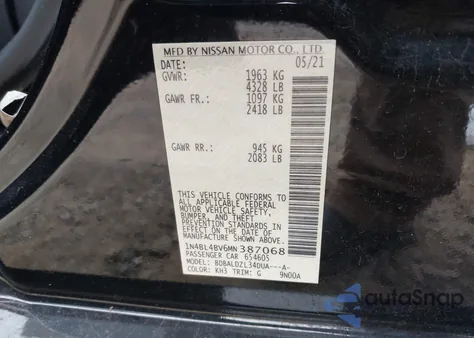 MFD BY NISSAN MOTOR CO., LTD.
DATE: 05/21
GVWR: 1963 KG
4328 LB
GAWR FR: 1097 KG
2418 LB
GAWR RR: 945 KG
2083 LB
THIS VEHICLE CONFORMS TO
ALL APPLICABLE FEDERAL
MOTOR VEHICLE SAFETY,
BUMPER, AND THEFT
PREVENTION STANDARDS
IN EFFECT ON THE DATE OF
MANUFACTURE SHOWN ABOVE.
1N4BL4BV6MN387068
PASSENGER CAR 654603
MODEL: BDBALDZL34DUA---A-
COLOR: KH3 TRIM: G 9N00A
autoSnap